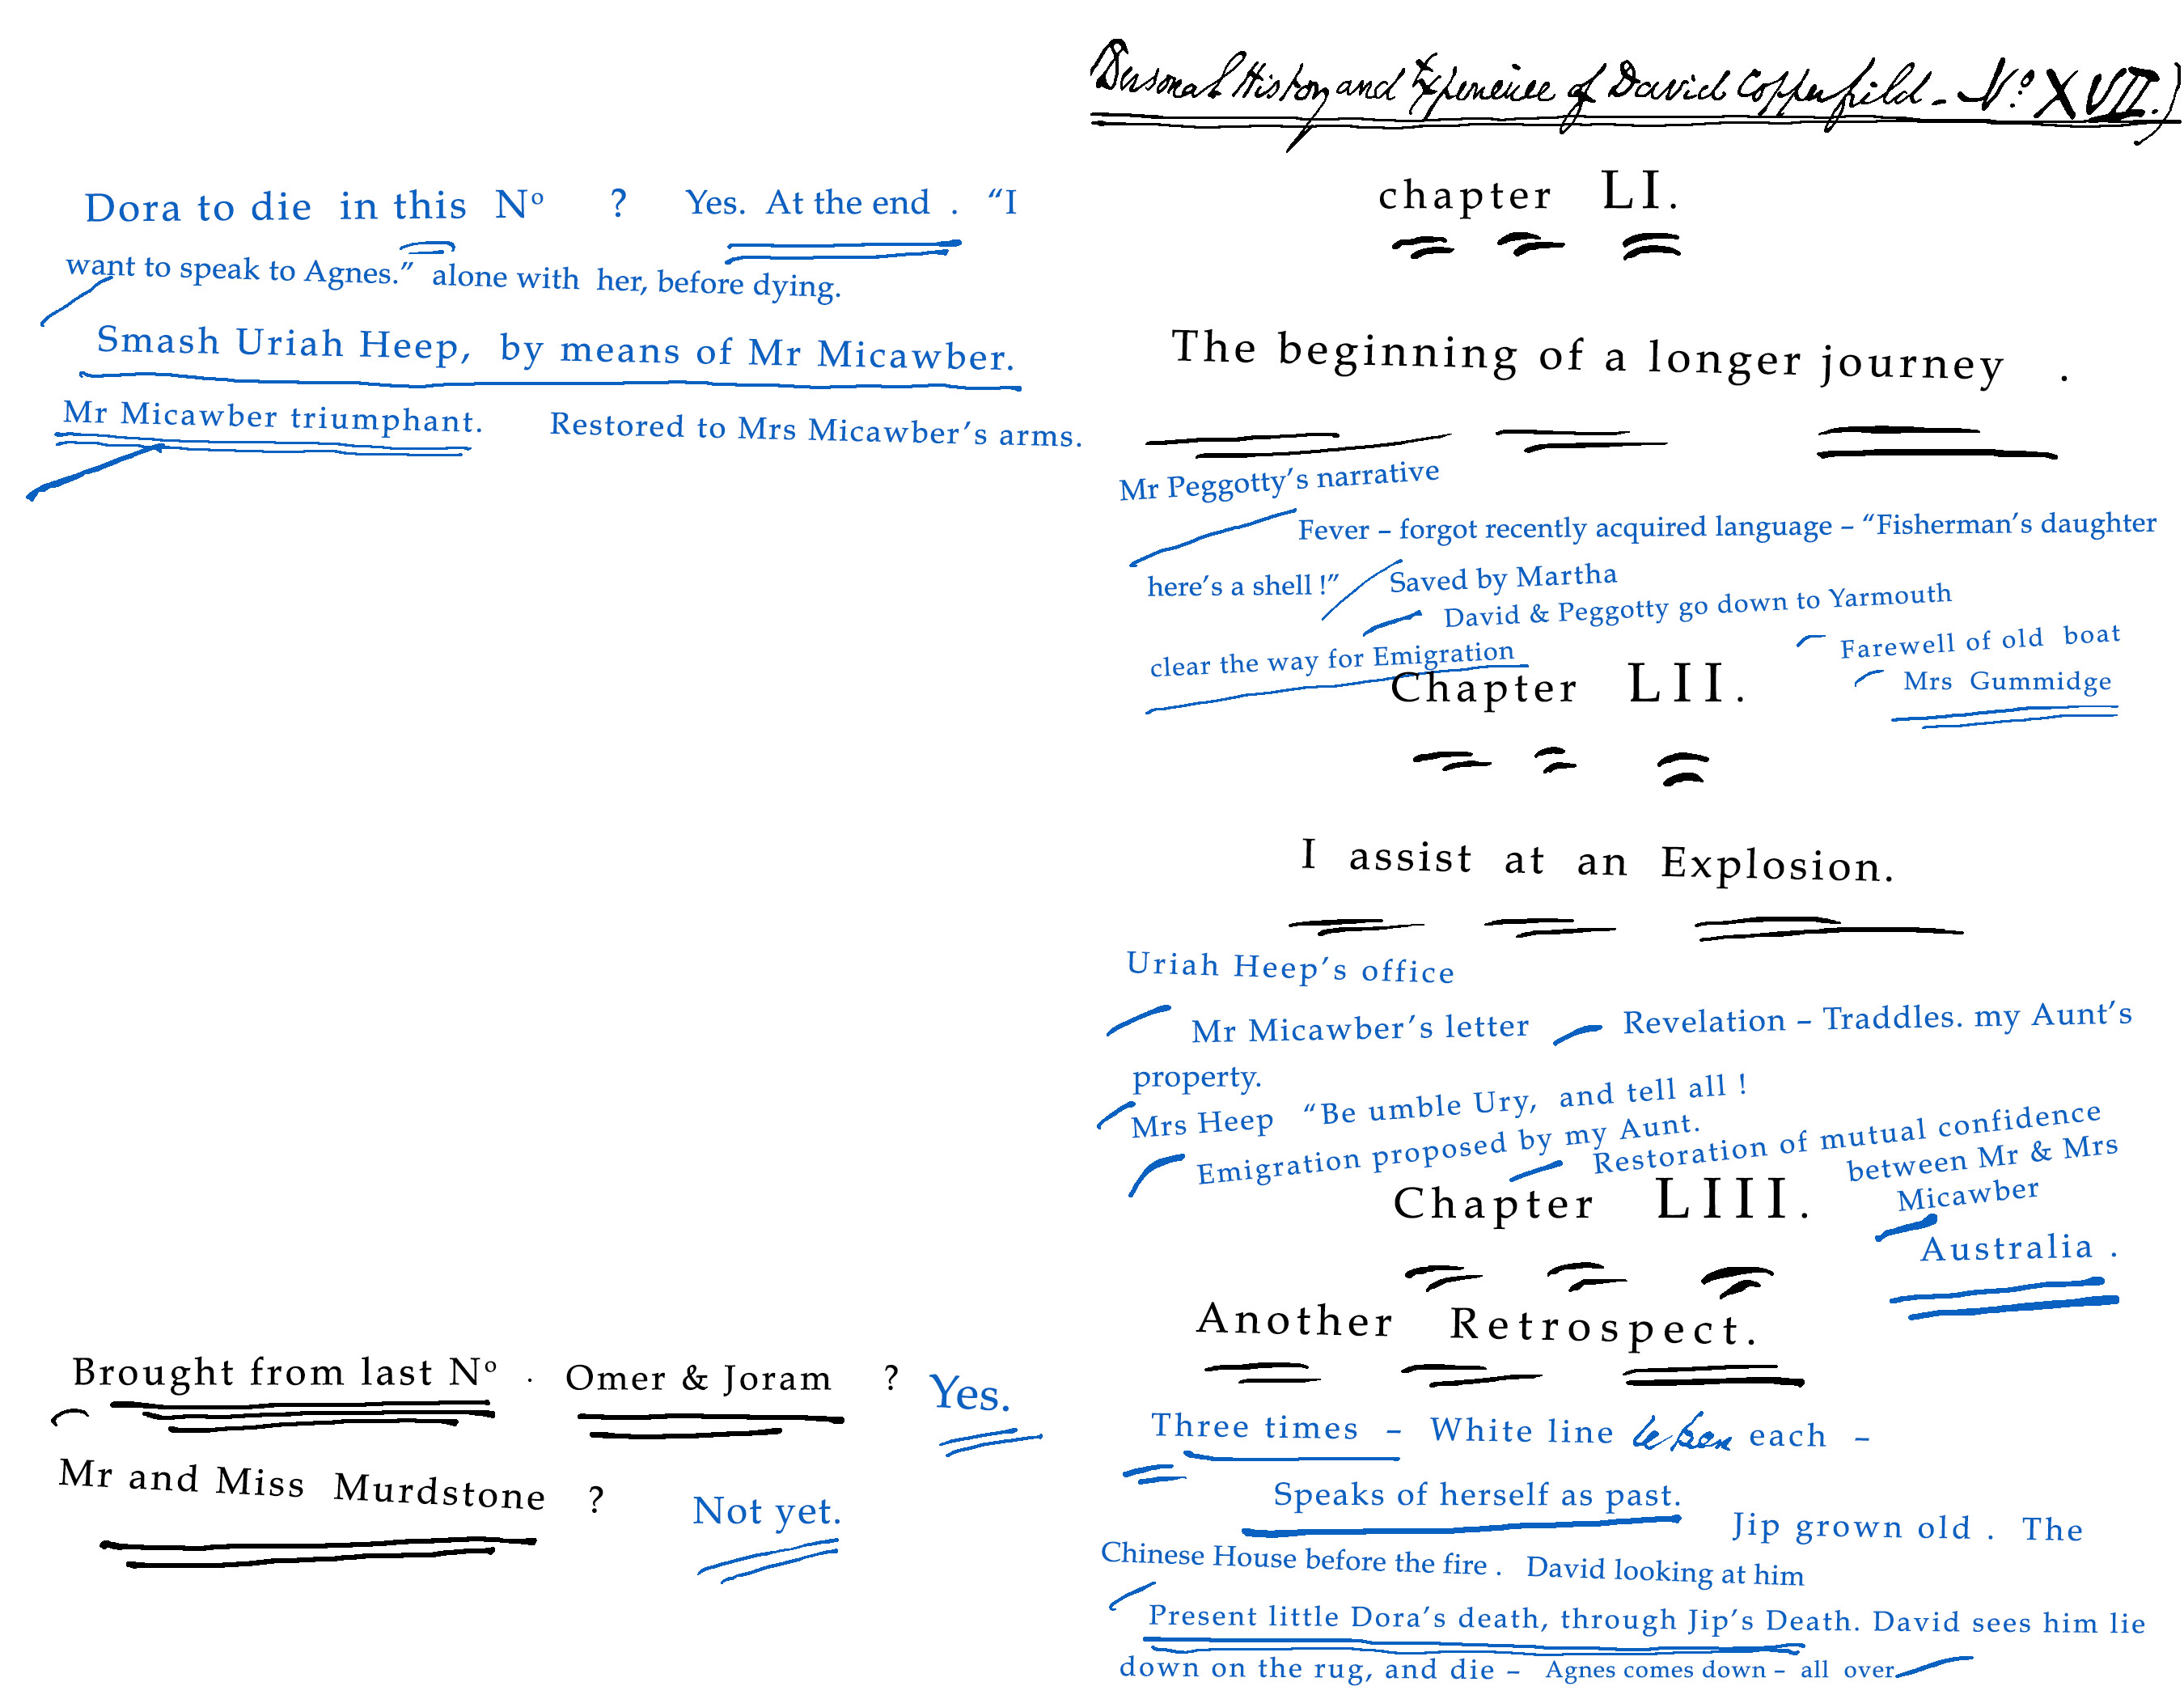 Personal History and Experience of David Copperfield – No XVII.)
Dora to die in this No ? Yes. At the end . “I
want to speak to Agnes.” alone with her, before dying.
Smash Uriah Heep, by means of Mr Micawber.
Mr Micawber triumphant. Restored to Mrs Micawber’s arms.
Brought from last No . Omer & Joram ? Yes.
Mr and Miss Murdstone ? Not yet.
chapter LI.
The beginning of a longer journey .
Mr Peggotty’s narrative
Fever – forgot recently acquired language – “Fisherman’s daughter
here’s a shell !” Saved by Martha
David & Peggotty go down to Yarmouth
clear the way for Emigration
Farewell of old boat
Mrs Gummidge
Chapter LII.
I assist at an Explosion.
Uriah Heep’s office
Mr Micawber’s letter Revelation – Traddles. my Aunt’s
property.
Mrs Heep “Be umble Ury, and tell all !
Emigration proposed by my Aunt.
Restoration of mutual confidence
between Mr & Mrs
Micawber
Australia .
Chapter LIII.
Another Retrospect.
Three times – White line each –
Speaks of herself as past.
Jip grown old . The
Chinese House before the fire . David looking at him
Present little Dora’s death, through Jip’s Death. David sees him lie
down on the rug, and die – Agnes comes down – all over